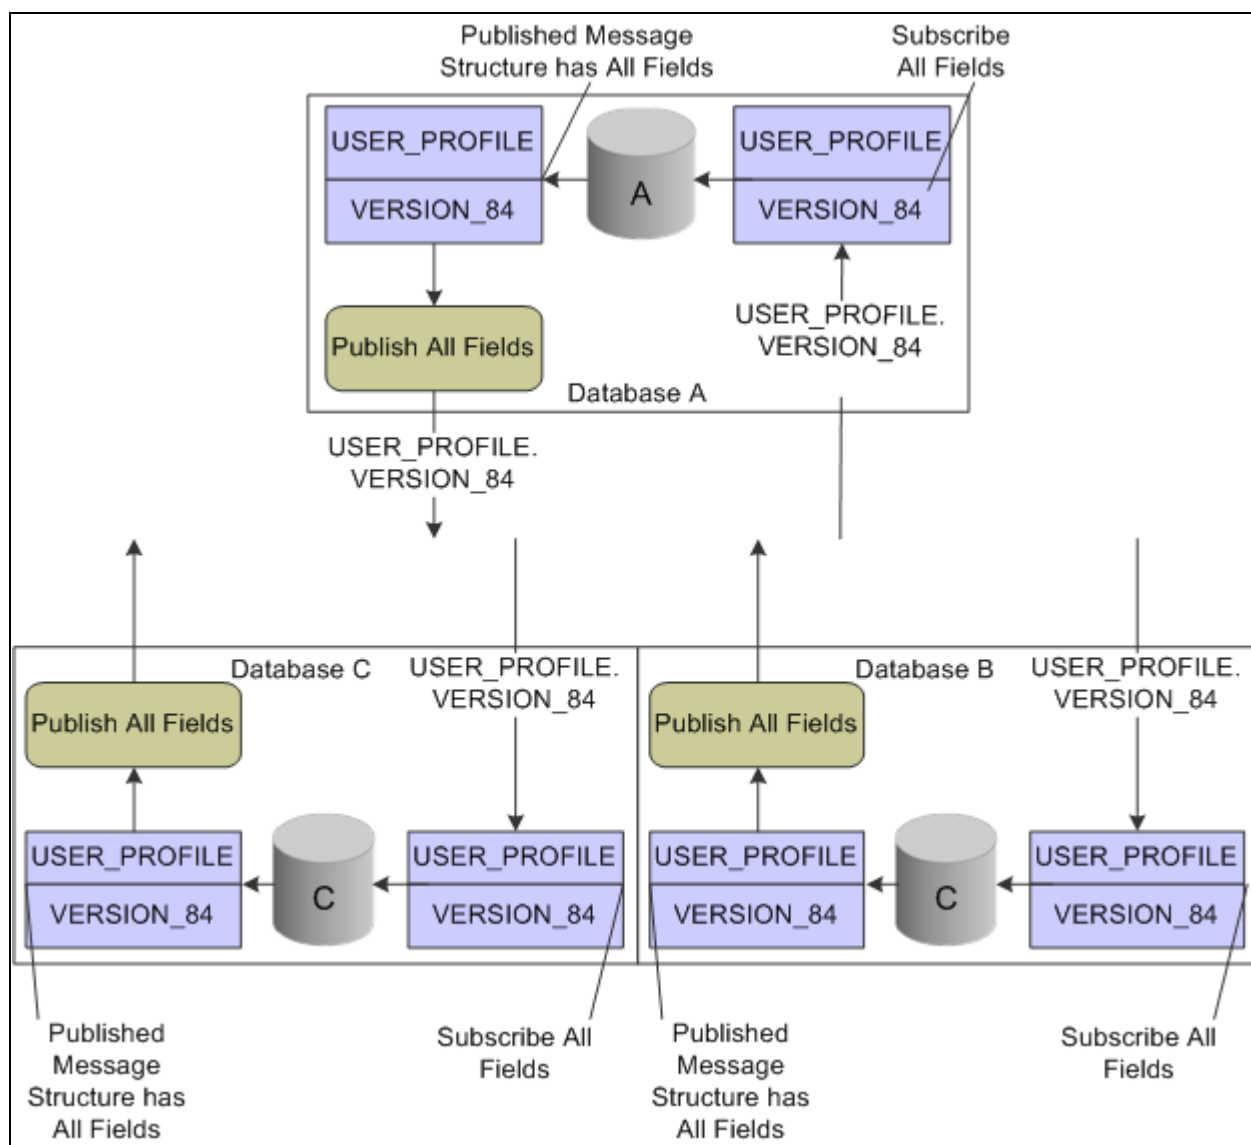 Published Message
Structure has All Fields
Subscribe
All Fields
USER_PROFILE
VERSION_84
A
USER_PROFILE
VERSION_84
Publish All Fields
USER_PROFILE.
VERSION_84
Database A
USER_PROFILE.
VERSION_84
Database C
USER_PROFILE.
VERSION_84
Publish All Fields
USER_PROFILE
VERSION_84
C
USER_PROFILE
VERSION_84
Published
Message
Structure has
All Fields
Subscribe All
Fields
Database B
USER_PROFILE.
VERSION_84
Publish All Fields
USER_PROFILE
VERSION_84
C
USER_PROFILE
VERSION_84
Published
Message
Structure has
All Fields
Subscribe All
Fields